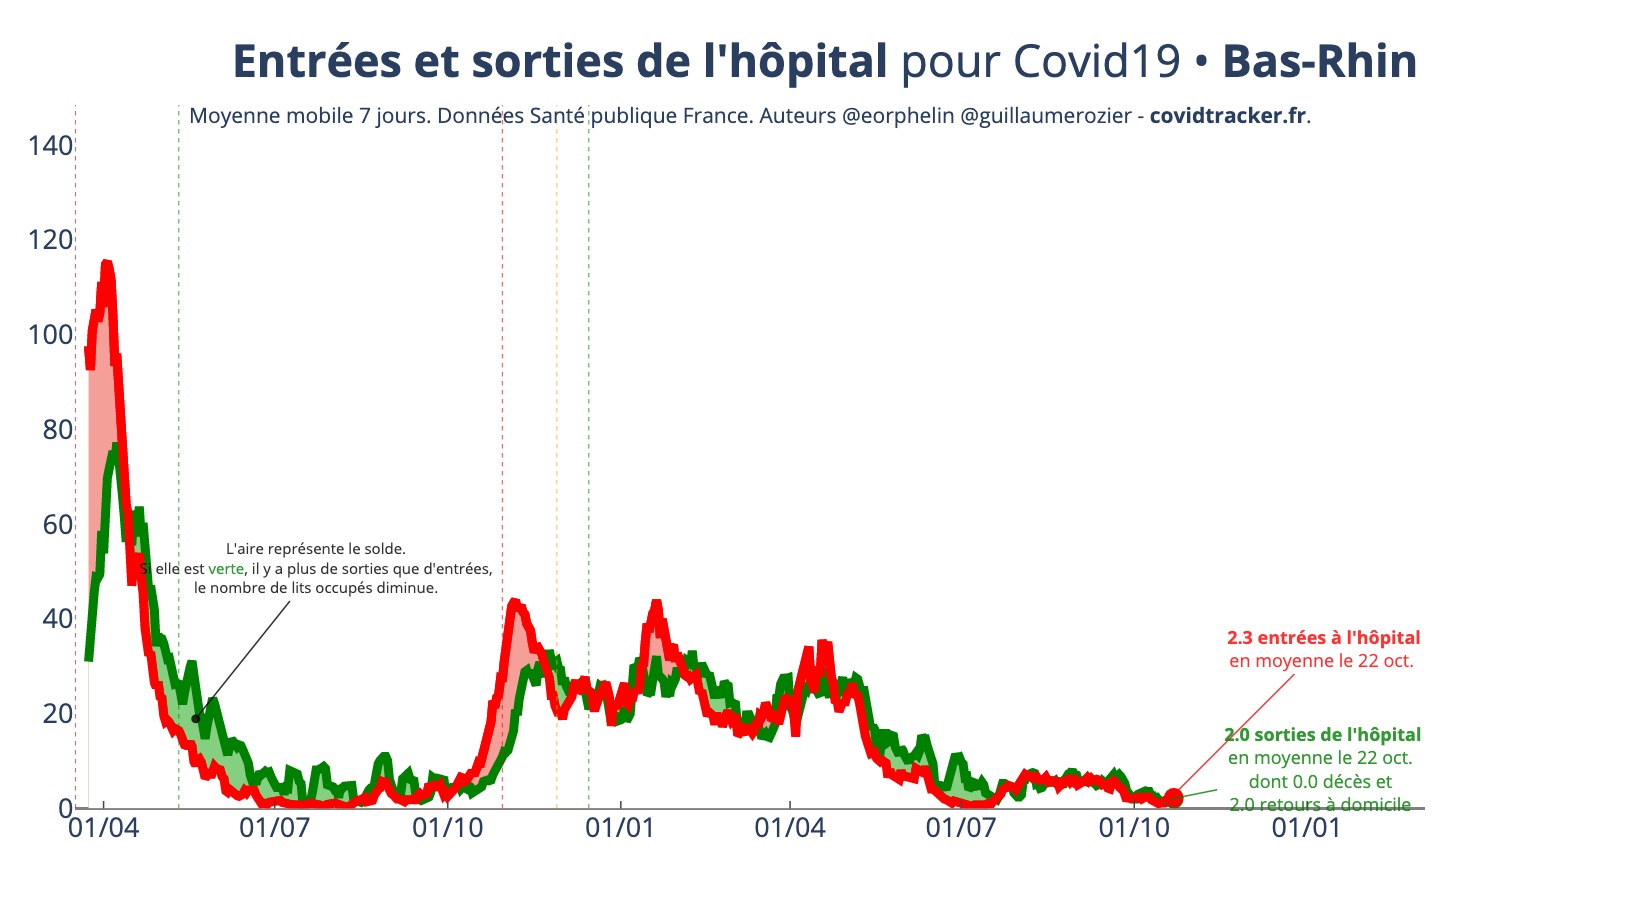 Entrées et sorties de l'hôpital pour Covid19 • Bas-Rhin
Moyenne mobile 7 jours. Données Santé publique France. Auteurs @eorphelin @guillaumerozier - covidtracker.fr.
140
120
100
80
60
40
20
0
L'aire représente le solde.
Si elle est verte, il y a plus de sorties que d'entrées,
le nombre de lits occupés diminue.
2.3 entrées à l'hôpital
en moyenne le 22 oct.
2.0 sorties de l'hôpital
en moyenne le 22 oct.
dont 0.0 décès et
2.0 retours à domicile
01/04 01/07 01/10 01/01 01/04 01/07 01/10 01/01